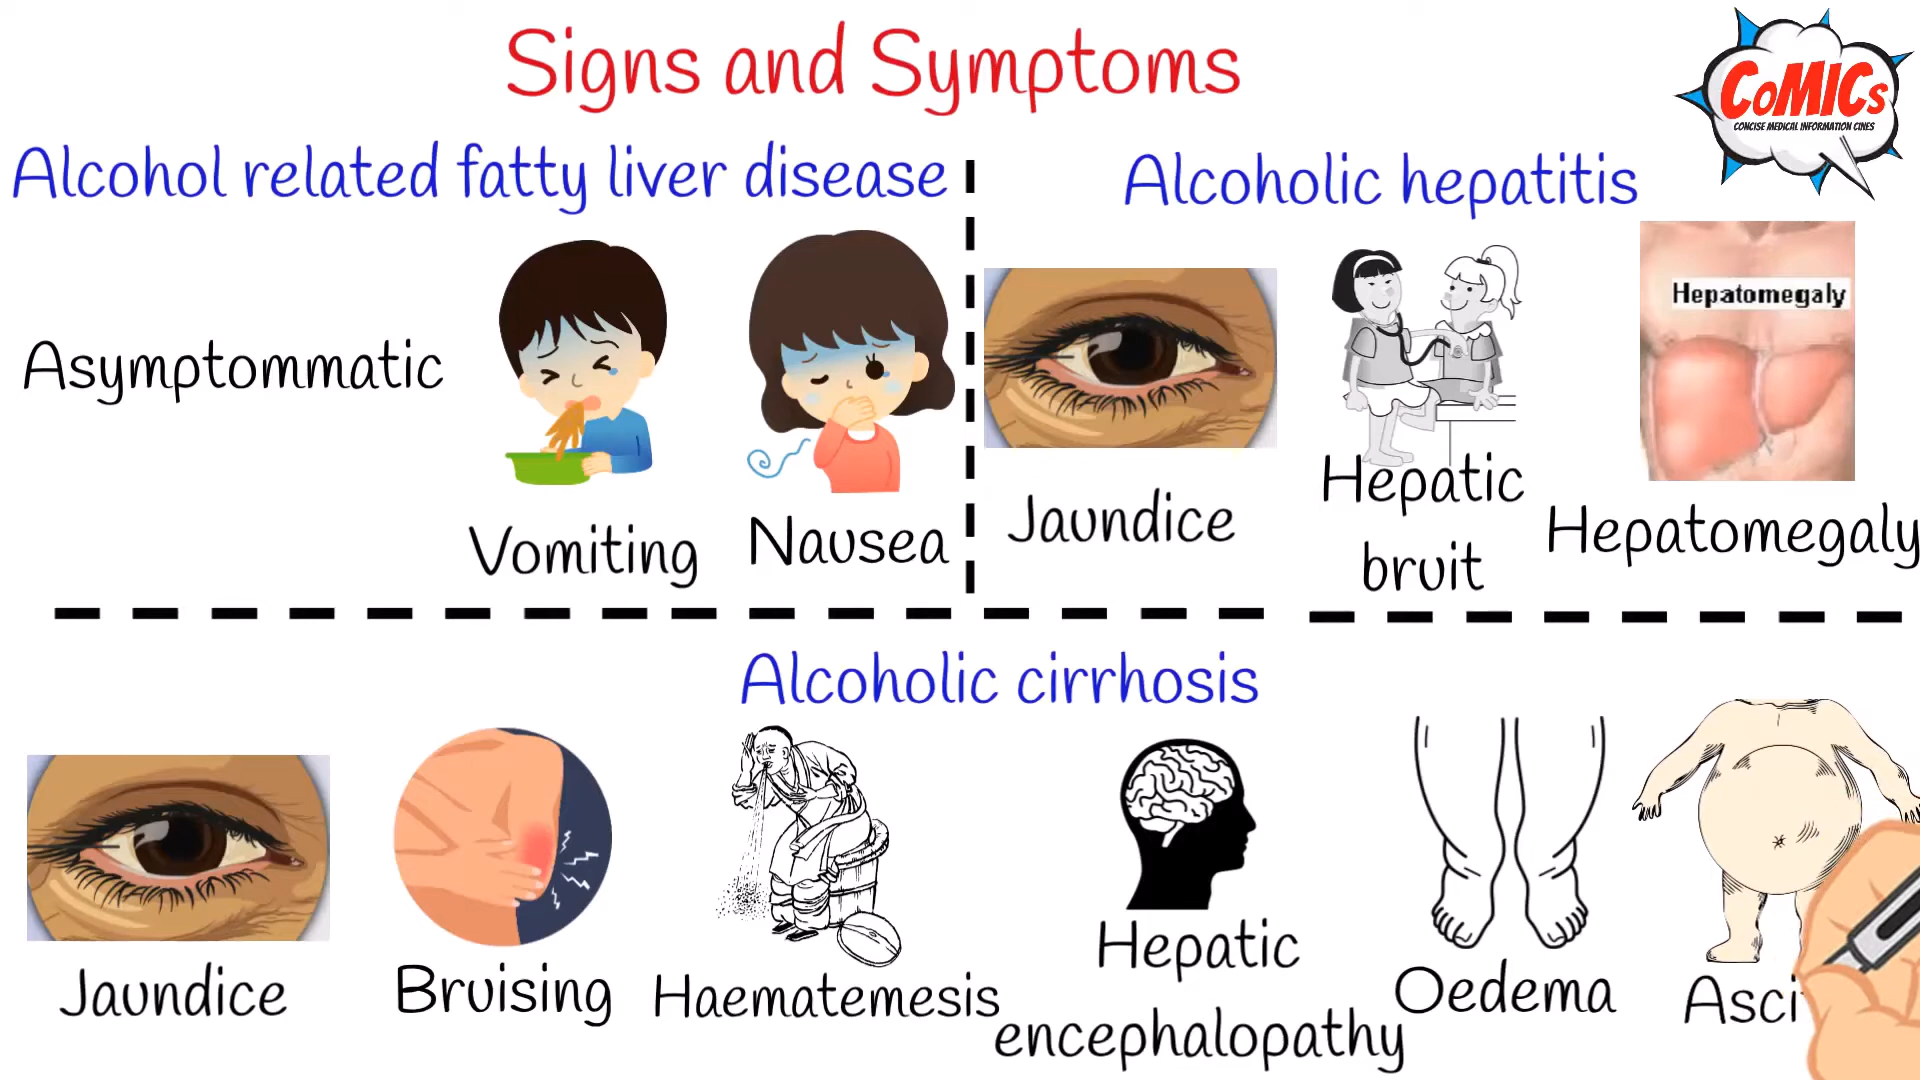 Signs and Symptoms
CoMICs
CONCISE MEDICAL INFORMATION CINES
Alcohol related fatty liver disease
Asymptommatic
Vomiting
Nausea
Alcoholic hepatitis
Jaundice
Hepatic
bruit
Hepatomegaly
Hepatomegaly
Alcoholic cirrhosis
Jaundice
Bruising
Haematemesis
Hepatic
encephalopathy
Oedema
Asci